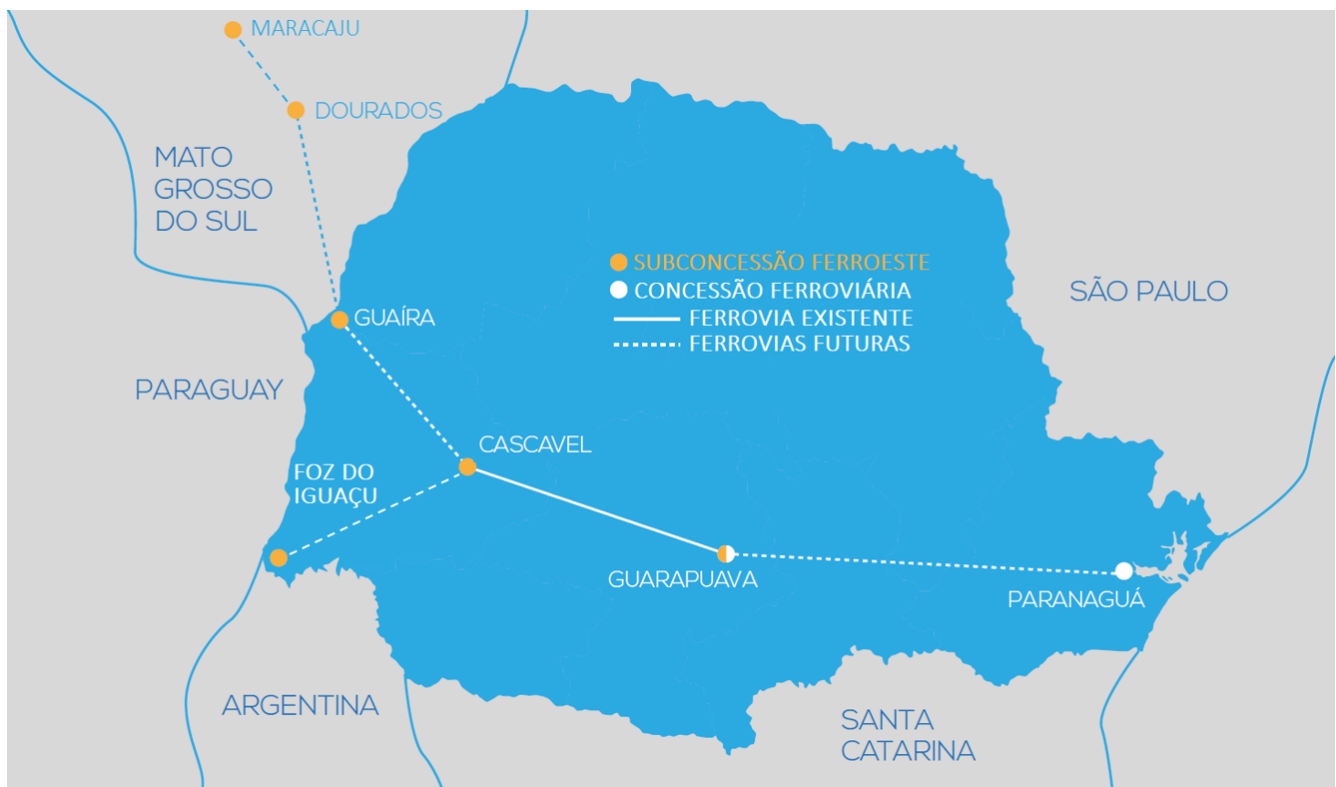 MARACAJU
DOURADOS
MATO
GROSSO
DO SUL
SUBCONCESSÃO FERROESTE
CONCESSÃO FERROVIÁRIA
FERROVIA EXISTENTE
FERROVIAS FUTURAS
SÃO PAULO
GUAÍRA
PARAGUAY
CASCAVEL
FOZ DO
IGUAÇU
GUARAPUAVA
PARANAGUÁ
ARGENTINA
SANTA
CATARINA